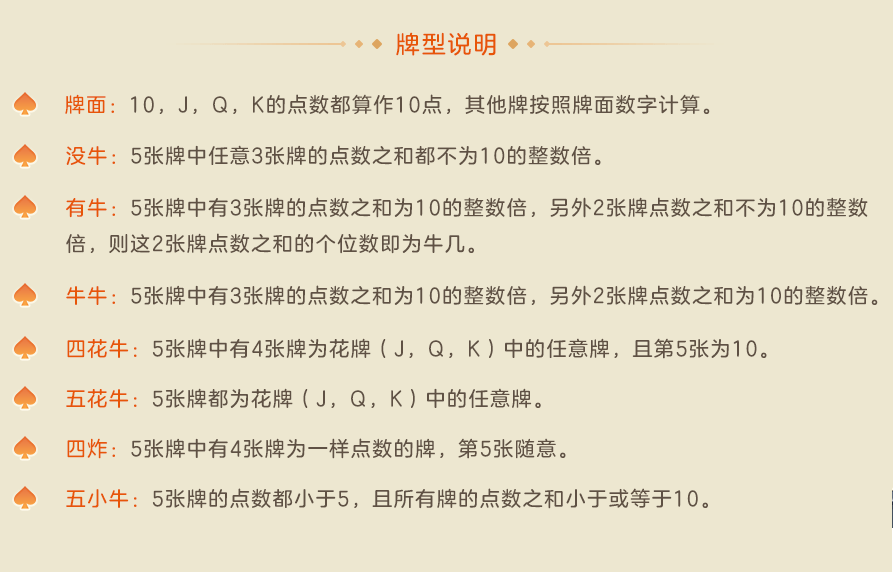 牌型说明
牌面：10，J，Q，K的点数都算作10点，其他牌按照牌面数字计算。
没牛：5张牌中任意3张牌的点数之和都不为10的整数倍。
有牛：5张牌中有3张牌的点数之和为10的整数倍，另外2张牌点数之和不为10的整数
倍，则这2张牌点数之和的个位数即为牛几。
牛牛：5张牌中有3张牌的点数之和为10的整数倍，另外2张牌点数之和为10的整数倍。
四花牛：5张牌中有4张牌为花牌（J，Q，K）中的任意牌，且第5张为10。
五花牛：5张牌都为花牌（J，Q，K）中的任意牌。
四炸：5张牌中有4张牌为一样点数的牌，第5张随意。
五小牛：5张牌的点数都小于5，且所有牌的点数之和小于或等于10。